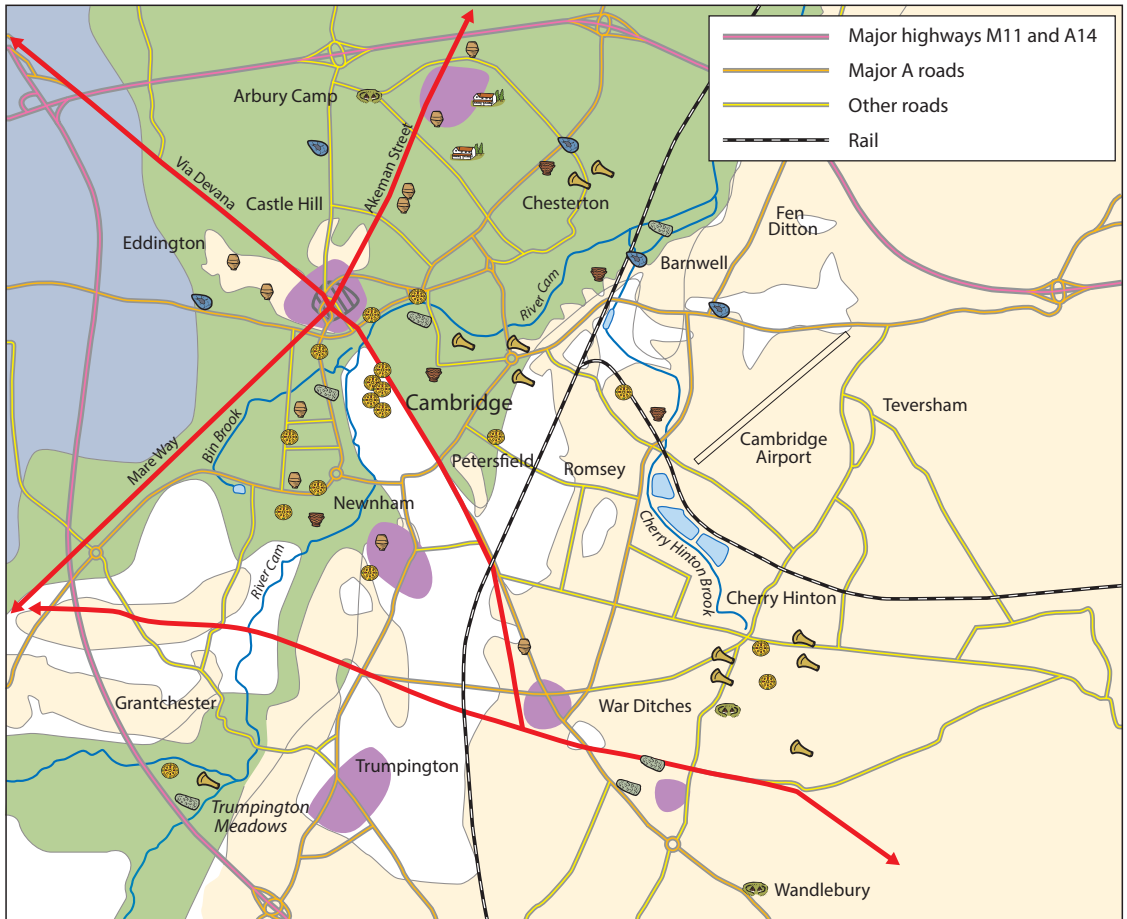 Major highways M11 and A14
Major A roads
Other roads
Rail
Arbury Camp
Via Devana
Akeman Street
Castle Hill
Chesterton
Eddington
Fen
Ditton
River Cam
Barnwell
Cambridge
Teversham
Bin Brook
Mare Way
Cambridge
Airport
Petersfield
Romsey
Newnham
River Cam
Cherry Hinton Brook
Cherry Hinton
Grantchester
War Ditches
Trumpington
Trumpington
Meadows
Wandlebury